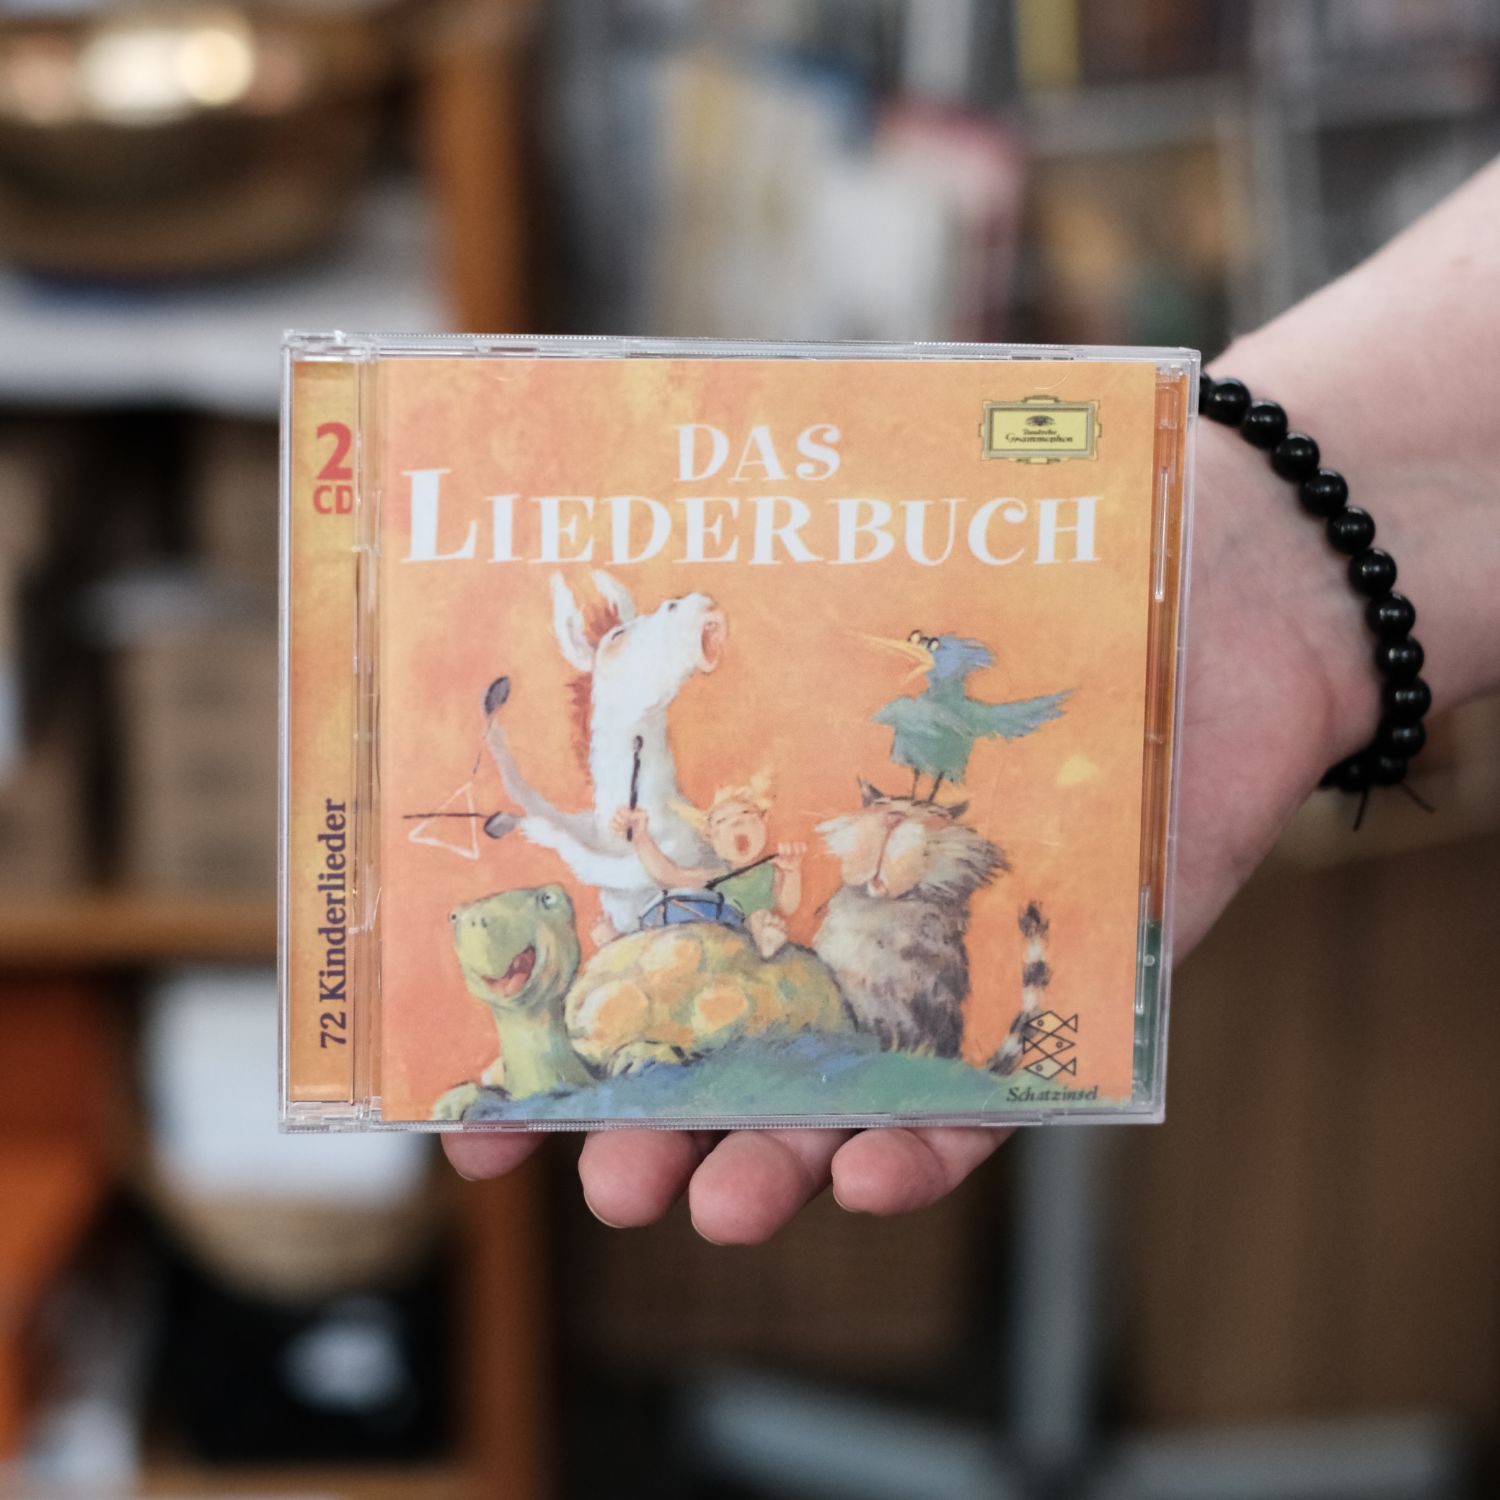 2
CD
72 Kinderlieder
DAS
LIEDERBUCH
Deutsche
Grammophon
Schatzinsel